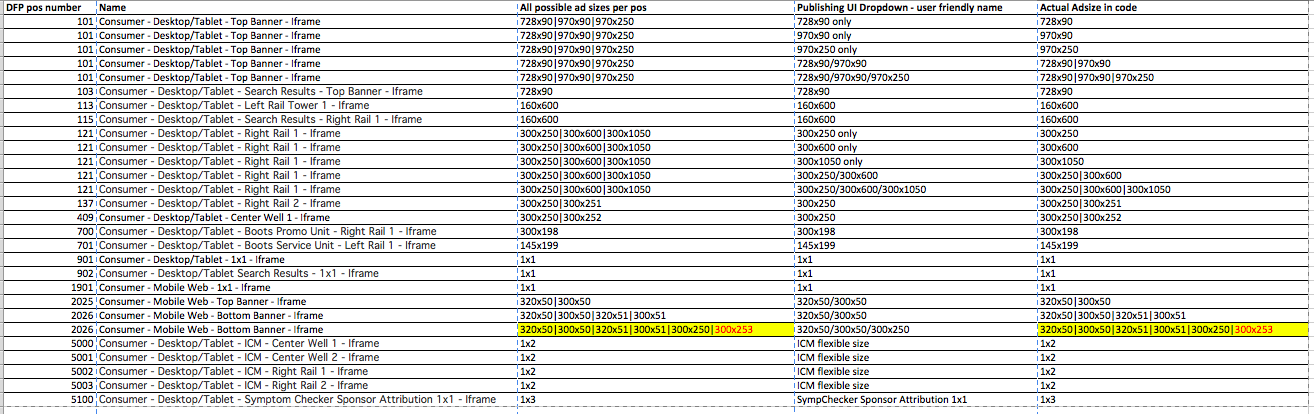 DFP pos number Name All possible ad sizes per pos Publishing UI Dropdown - user friendly name Actual Adsize in code
101 Consumer - Desktop/Tablet - Top Banner - Iframe 728x90|970x90|970x250 728x90 only 728x90
101 Consumer - Desktop/Tablet - Top Banner - Iframe 728x90|970x90|970x250 970x90 only 970x90
101 Consumer - Desktop/Tablet - Top Banner - Iframe 728x90|970x90|970x250 970x250 only 970x250
101 Consumer - Desktop/Tablet - Top Banner - Iframe 728x90|970x90|970x250 728x90/970x90 728x90|970x90
101 Consumer - Desktop/Tablet - Top Banner - Iframe 728x90|970x90|970x250 728x90/970x90/970x250 728x90|970x90|970x250
103 Consumer - Desktop/Tablet - Search Results - Top Banner - Iframe 728x90 728x90 728x90
113 Consumer - Desktop/Tablet - Left Rail Tower 1 - Iframe 160x600 160x600 160x600
115 Consumer - Desktop/Tablet - Search Results - Right Rail 1 - Iframe 160x600 160x600 160x600
121 Consumer - Desktop/Tablet - Right Rail 1 - Iframe 300x250|300x600|300x1050 300x250 only 300x250
121 Consumer - Desktop/Tablet - Right Rail 1 - Iframe 300x250|300x600|300x1050 300x600 only 300x600
121 Consumer - Desktop/Tablet - Right Rail 1 - Iframe 300x250|300x600|300x1050 300x1050 only 300x1050
121 Consumer - Desktop/Tablet - Right Rail 1 - Iframe 300x250|300x600|300x1050 300x250/300x600 300x250|300x600
121 Consumer - Desktop/Tablet - Right Rail 1 - Iframe 300x250|300x600|300x1050 300x250/300x600/300x1050 300x250|300x600|300x1050
137 Consumer - Desktop/Tablet - Right Rail 2 - Iframe 300x250|300x251 300x250 300x250|300x251
409 Consumer - Desktop/Tablet - Center Well 1 - Iframe 300x250|300x252 300x250 300x250|300x252
700 Consumer - Desktop/Tablet - Boots Promo Unit - Right Rail 1 - Iframe 300x198 300x198 300x198
701 Consumer - Desktop/Tablet - Boots Service Unit - Left Rail 1 - Iframe 145x199 145x199 145x199
901 Consumer - Desktop/Tablet - 1x1 - Iframe 1x1 1x1 1x1
902 Consumer - Desktop/Tablet Search Results - 1x1 - Iframe 1x1 1x1 1x1
1901 Consumer - Mobile Web - 1x1 - Iframe 1x1 1x1 1x1
2025 Consumer - Mobile Web - Top Banner - Iframe 320x50|300x50 320x50/300x50 320x50|300x50
2026 Consumer - Mobile Web - Bottom Banner - Iframe 320x50|300x50|320x51|300x51 320x50/300x50 320x50|300x50|320x51|300x51
2026 Consumer - Mobile Web - Bottom Banner - Iframe 320x50|300x50|320x51|300x51|300x250|300x253 320x50/300x50/300x250 320x50|300x50|320x51|300x51|300x250|300x253
5000 Consumer - Desktop/Tablet - ICM - Center Well 1 - Iframe 1x2 ICM flexible size 1x2
5001 Consumer - Desktop/Tablet - ICM - Center Well 2 - Iframe 1x2 ICM flexible size 1x2
5002 Consumer - Desktop/Tablet - ICM - Right Rail 1 - Iframe 1x2 ICM flexible size 1x2
5003 Consumer - Desktop/Tablet - ICM - Right Rail 2 - Iframe 1x2 ICM flexible size 1x2
5100 Consumer - Desktop/Tablet - Symptom Checker Sponsor Attribution 1x1 - Iframe 1x3 SympChecker Sponsor Attribution 1x1 1x3